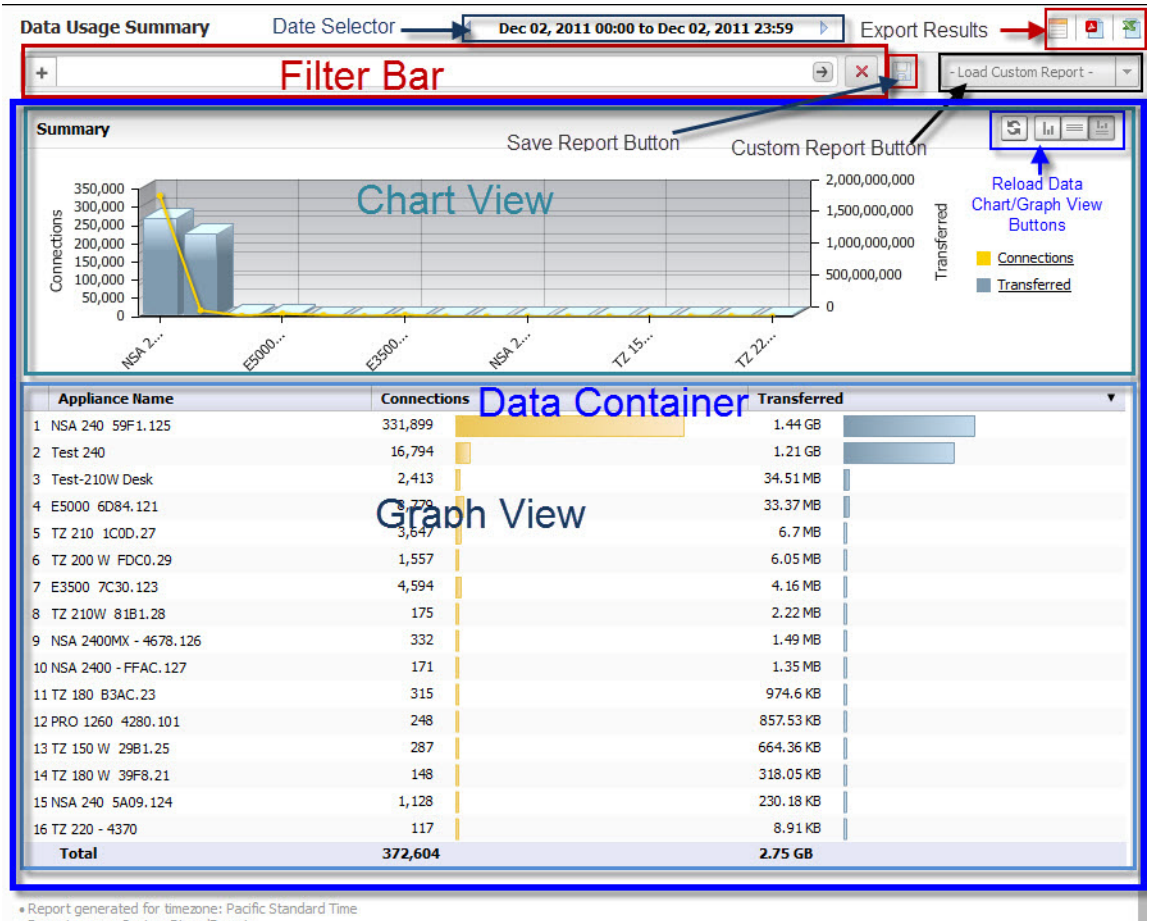 Data Usage Summary
Date Selector
Dec 02, 2011 00:00 to Dec 02, 2011 23:59
Export Results
+
Filter Bar
- Load Custom Report -
Summary
Save Report Button
Custom Report Button
Chart View
Reload Data
Chart/Graph View
Buttons
Connections
350,000
300,000
250,000
200,000
150,000
100,000
50,000
0
2,000,000,000
1,500,000,000
1,000,000,000
500,000,000
0
Transferred
Connections
Transferred
NSA 2...
E5000...
E3500...
NSA 2...
TZ 15...
TZ 22...
Data Container
Graph View
Appliance Name Connections Transferred
1 NSA 240 59F1.125 331,899 1.44 GB
2 Test 240 16,794 1.21 GB
3 Test-210W Desk 2,413 34.51 MB
4 E5000 6D84.121 8,779 33.37 MB
5 TZ 210 1C0D.27 3,647 6.7 MB
6 TZ 200 W FDC0.29 1,557 6.05 MB
7 E3500 7C30.123 4,594 4.16 MB
8 TZ 210W 81B1.28 175 2.22 MB
9 NSA 2400MX - 4678.126 332 1.49 MB
10 NSA 2400 - FFAC.127 171 1.35 MB
11 TZ 180 B3AC.23 315 974.6 KB
12 PRO 1260 4280.101 248 857.53 KB
13 TZ 150 W 29B1.25 287 664.36 KB
14 TZ 180 W 39F8.21 148 318.05 KB
15 NSA 240 5A09.124 1,128 230.18 KB
16 TZ 220 - 4370 117 8.91 KB
Total 372,604 2.75 GB
• Report generated for timezone: Pacific Standard Time